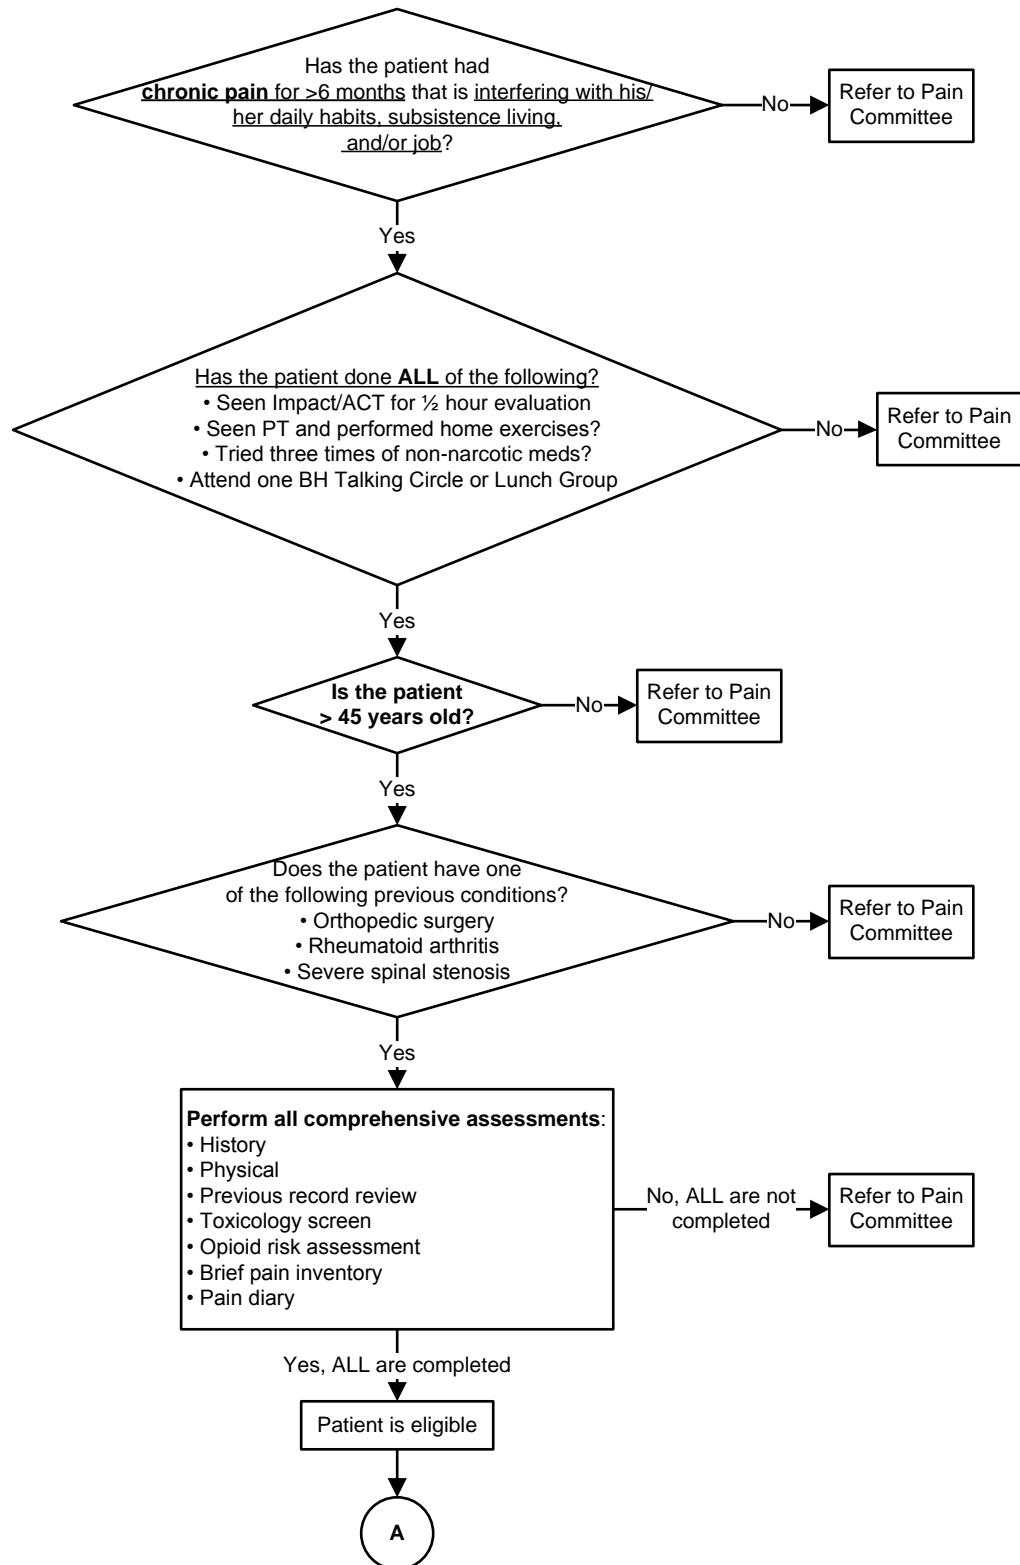 Has the patient had
chronic pain for >6 months that is interfering with his/
her daily habits, subsistence living,
and/or job?
No
Refer to Pain
Committee
Yes
Has the patient done ALL of the following?
• Seen Impact/ACT for ½ hour evaluation
• Seen PT and performed home exercises?
• Tried three times of non-narcotic meds?
• Attend one BH Talking Circle or Lunch Group
No
Refer to Pain
Committee
Yes
Is the patient
> 45 years old?
No
Refer to Pain
Committee
Yes
Does the patient have one
of the following previous conditions?
• Orthopedic surgery
• Rheumatoid arthritis
• Severe spinal stenosis
No
Refer to Pain
Committee
Yes
Perform all comprehensive assessments:
• History
• Physical
• Previous record review
• Toxicology screen
• Opioid risk assessment
• Brief pain inventory
• Pain diary
No, ALL are not
completed
Refer to Pain
Committee
Yes, ALL are completed
Patient is eligible
A